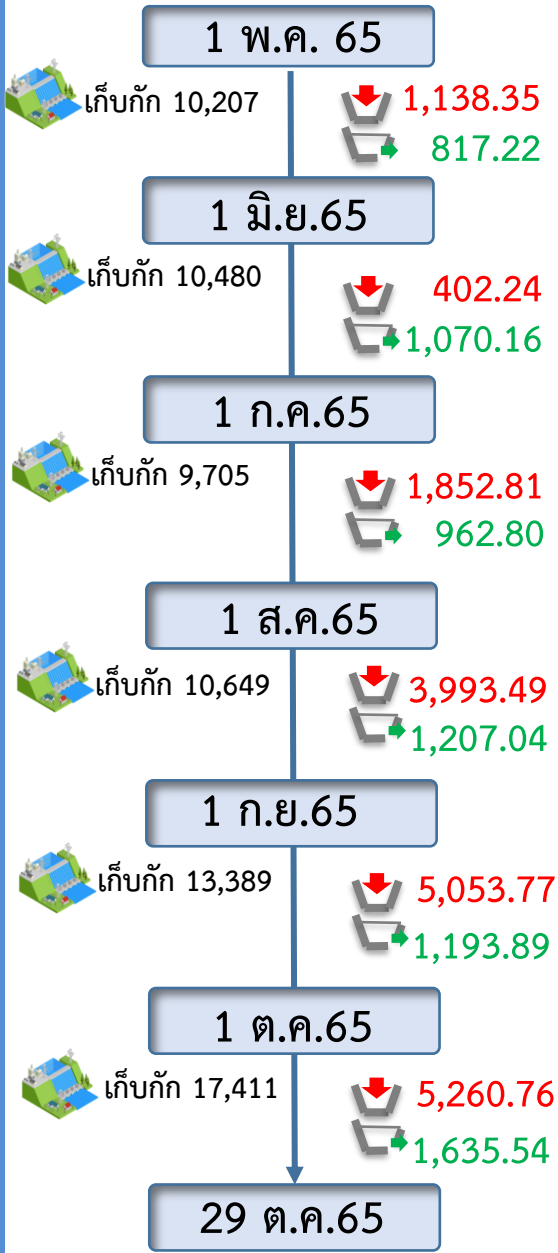 1 พ.ค. 65
เก็บกัก 10,207
1,138.35
817.22
1 มิ.ย.65
เก็บกัก 10,480
402.24
1,070.16
1 ก.ค.65
เก็บกัก 9,705
1,852.81
962.80
1 ส.ค.65
เก็บกัก 10,649
3,993.49
1,207.04
1 ก.ย.65
เก็บกัก 13,389
5,053.77
1,193.89
1 ต.ค.65
เก็บกัก 17,411
5,260.76
1,635.54
29 ต.ค.65